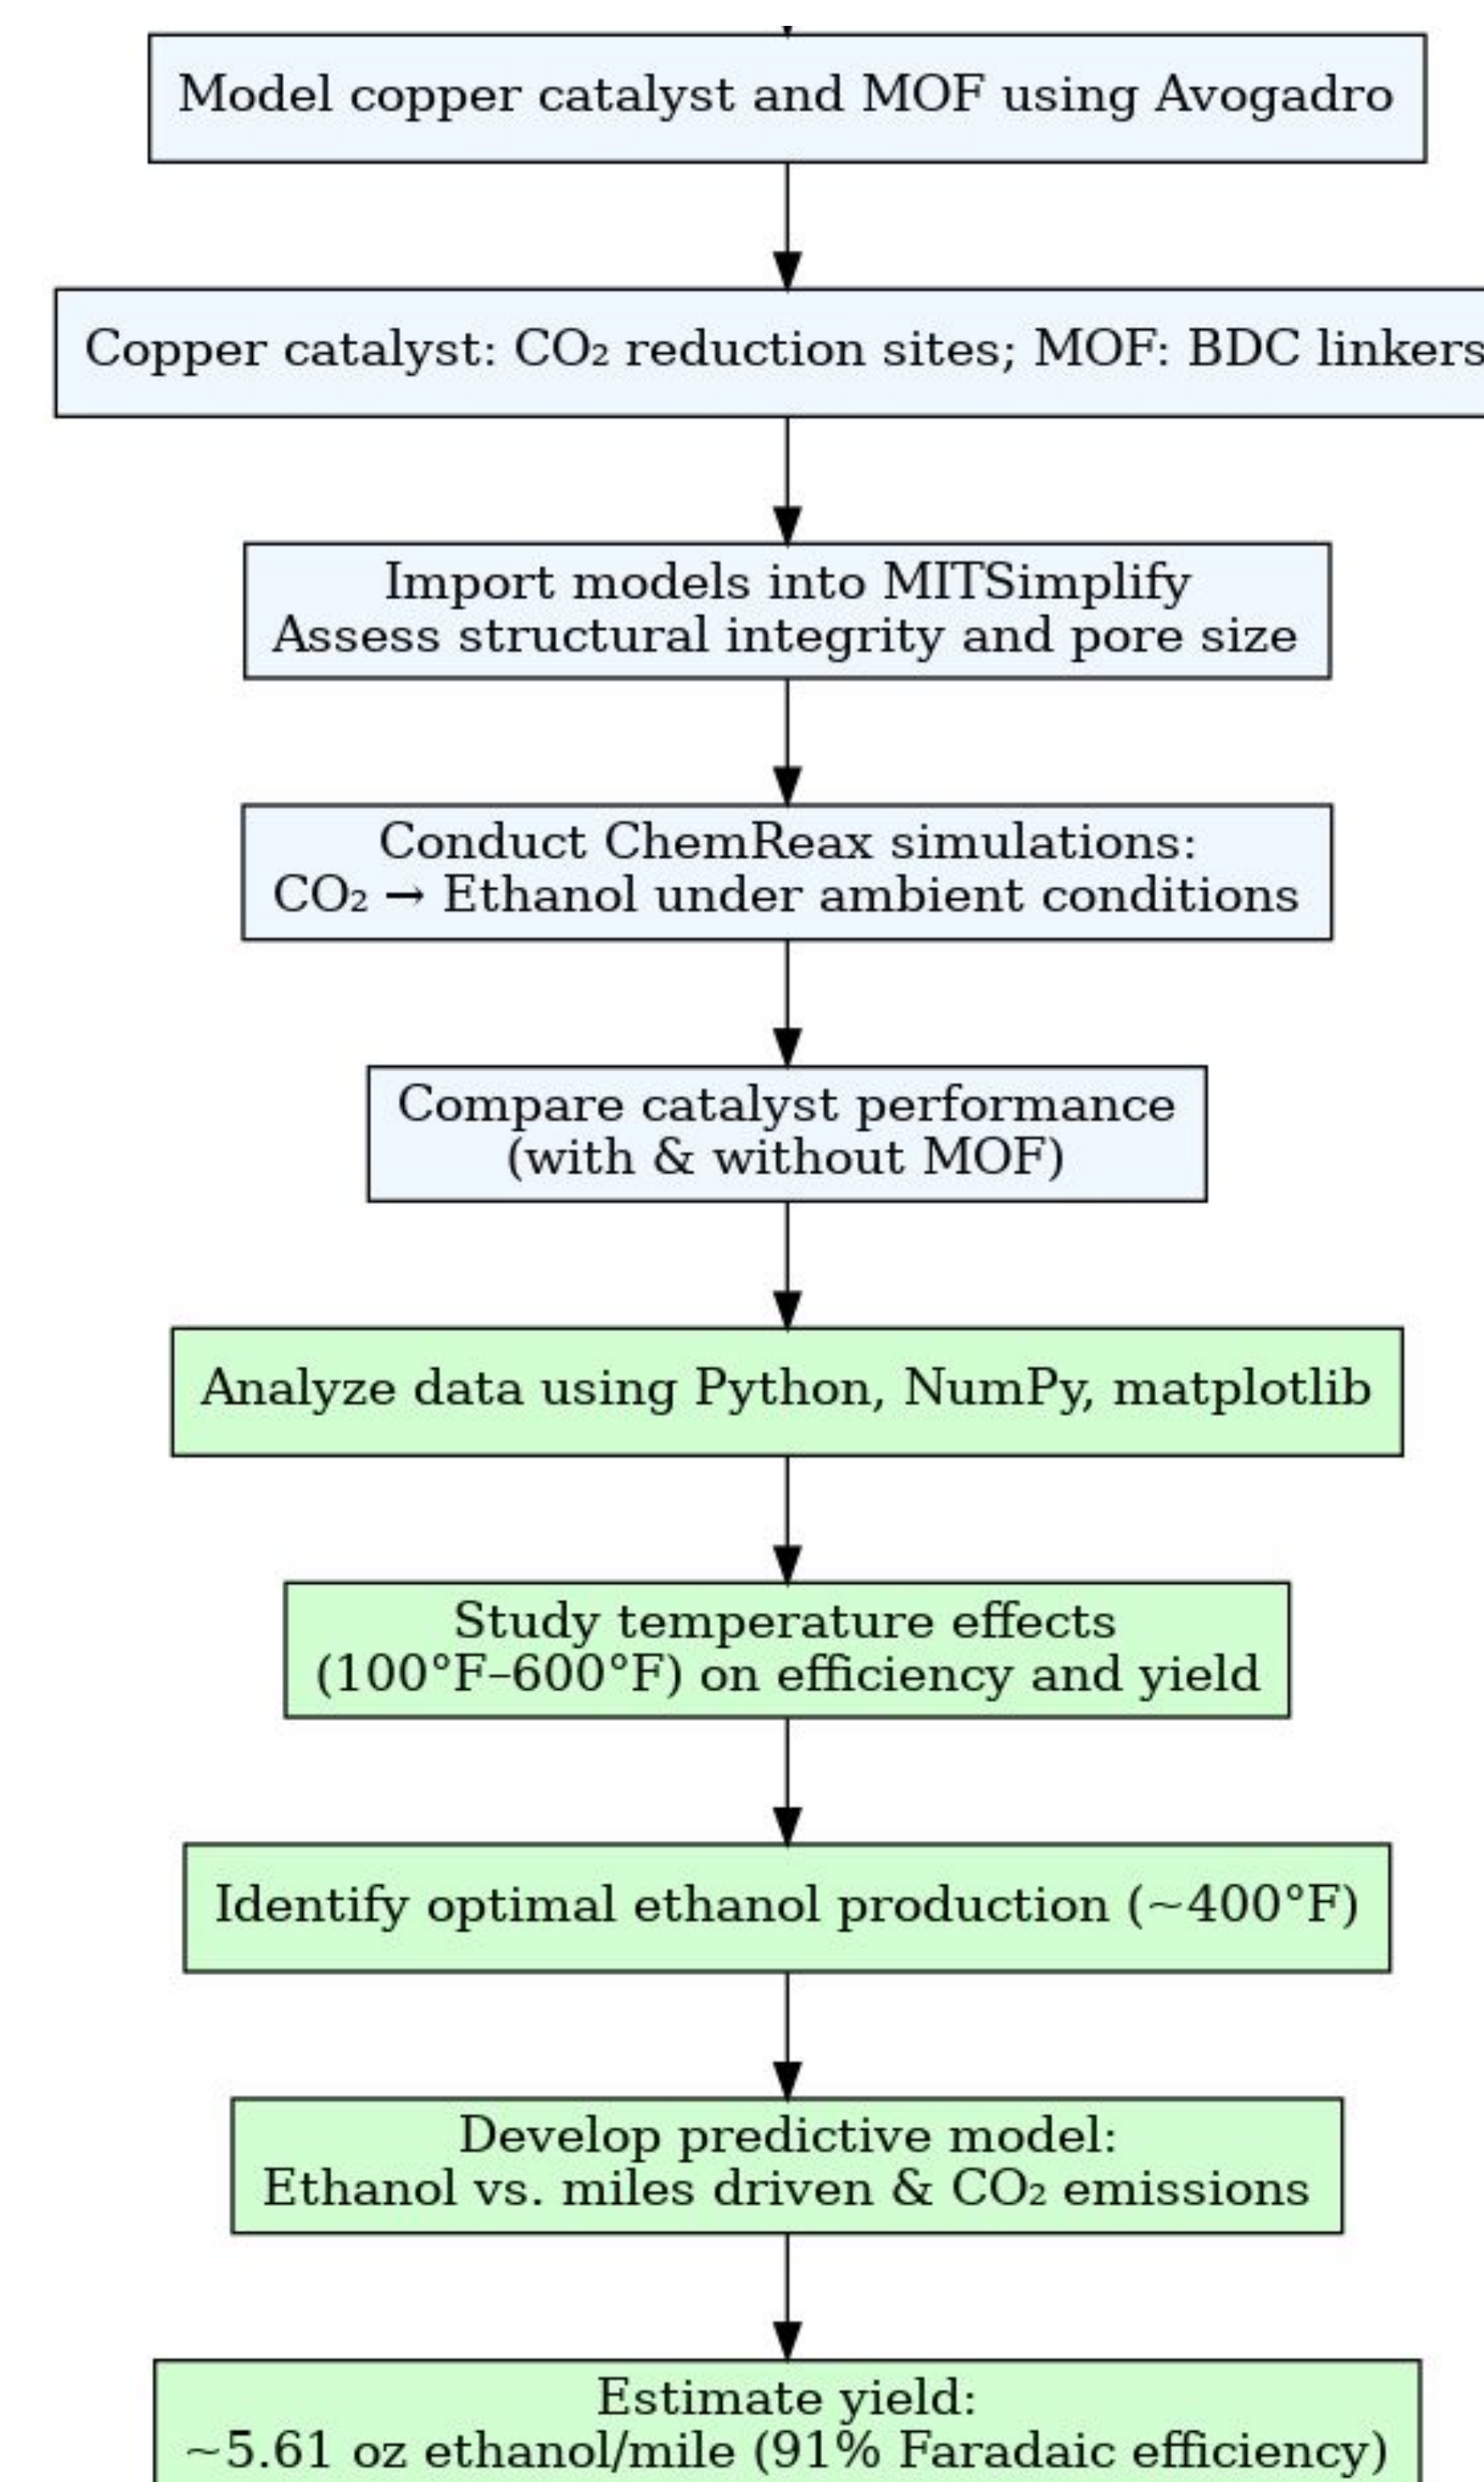 Model copper catalyst and MOF using Avogadro
Copper catalyst: CO₂ reduction sites; MOF: BDC linkers
Import models into MITSimplify
Assess structural integrity and pore size
Conduct ChemReax simulations:
CO₂ → Ethanol under ambient conditions
Compare catalyst performance
(with & without MOF)
Analyze data using Python, NumPy, matplotlib
Study temperature effects
(100°F–600°F) on efficiency and yield
Identify optimal ethanol production (~400°F)
Develop predictive model:
Ethanol vs. miles driven & CO₂ emissions
Estimate yield:
~5.61 oz ethanol/mile (91% Faradaic efficiency)